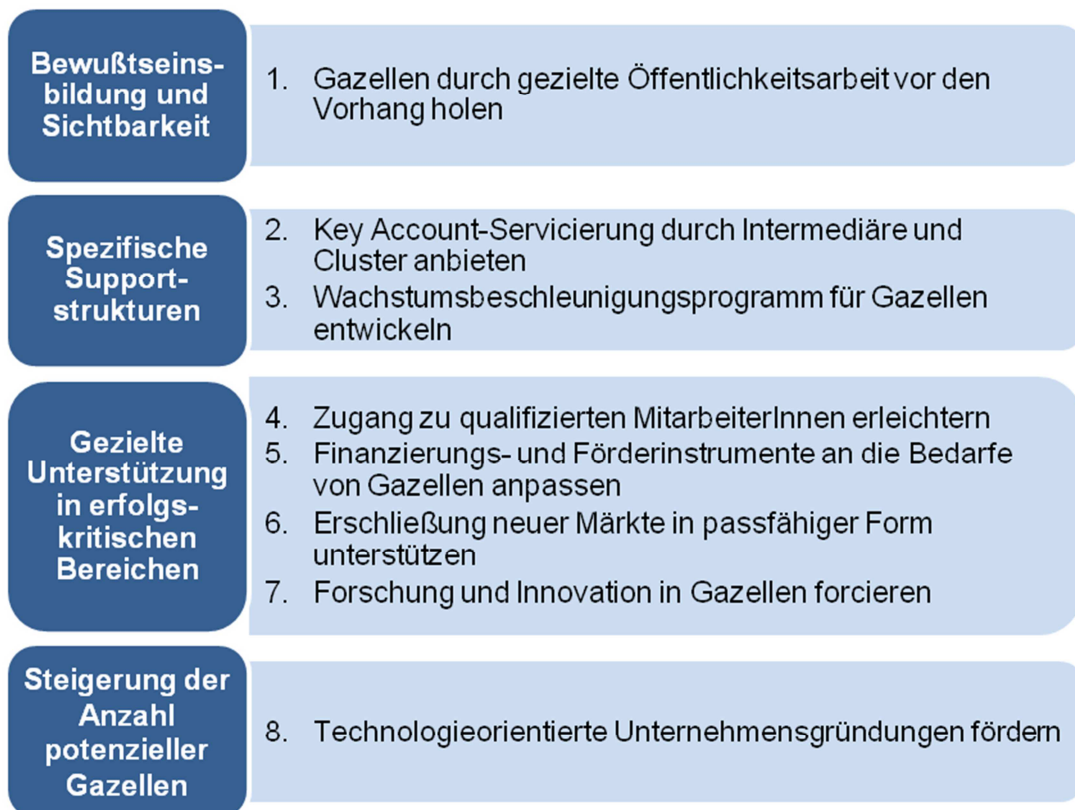 Bewußtseins-
bildung und
Sichtbarkeit
1. Gazellen durch gezielte Öffentlichkeitsarbeit vor den
Vorhang holen
Spezifische
Support-
strukturen
2. Key Account-Servicierung durch Intermediäre und
Cluster anbieten
3. Wachstumsbeschleunigungsprogramm für Gazellen
entwickeln
Gezielte
Unterstützung
in erfolgs-
kritischen
Bereichen
4. Zugang zu qualifizierten MitarbeiterInnen erleichtern
5. Finanzierungs- und Förderinstrumente an die Bedarfe
von Gazellen anpassen
6. Erschließung neuer Märkte in passfähiger Form
unterstützen
7. Forschung und Innovation in Gazellen forcieren
Steigerung der
Anzahl
potenzieller
Gazellen
8. Technologieorientierte Unternehmensgründungen fördern